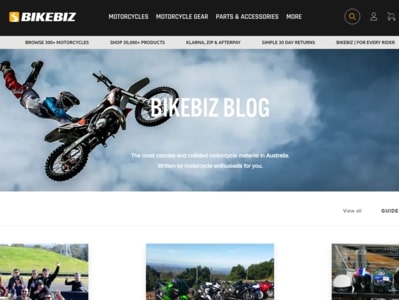 BIKEBIZ
MOTORCYCLES MOTORCYCLE GEAR PARTS & ACCESSORIES MORE
BROWSE 300+ MOTORCYCLES SHOP 30,000+ PRODUCTS KLARNA, ZIP & AFTERPAY SIMPLE 30 DAY RETURNS BIKEBIZ | FOR EVERY RIDER
BIKEBIZ BLOG
The most concise and collated motorcycle material in Australia.
Written by motorcycle enthusiasts for you.
View all GUIDE